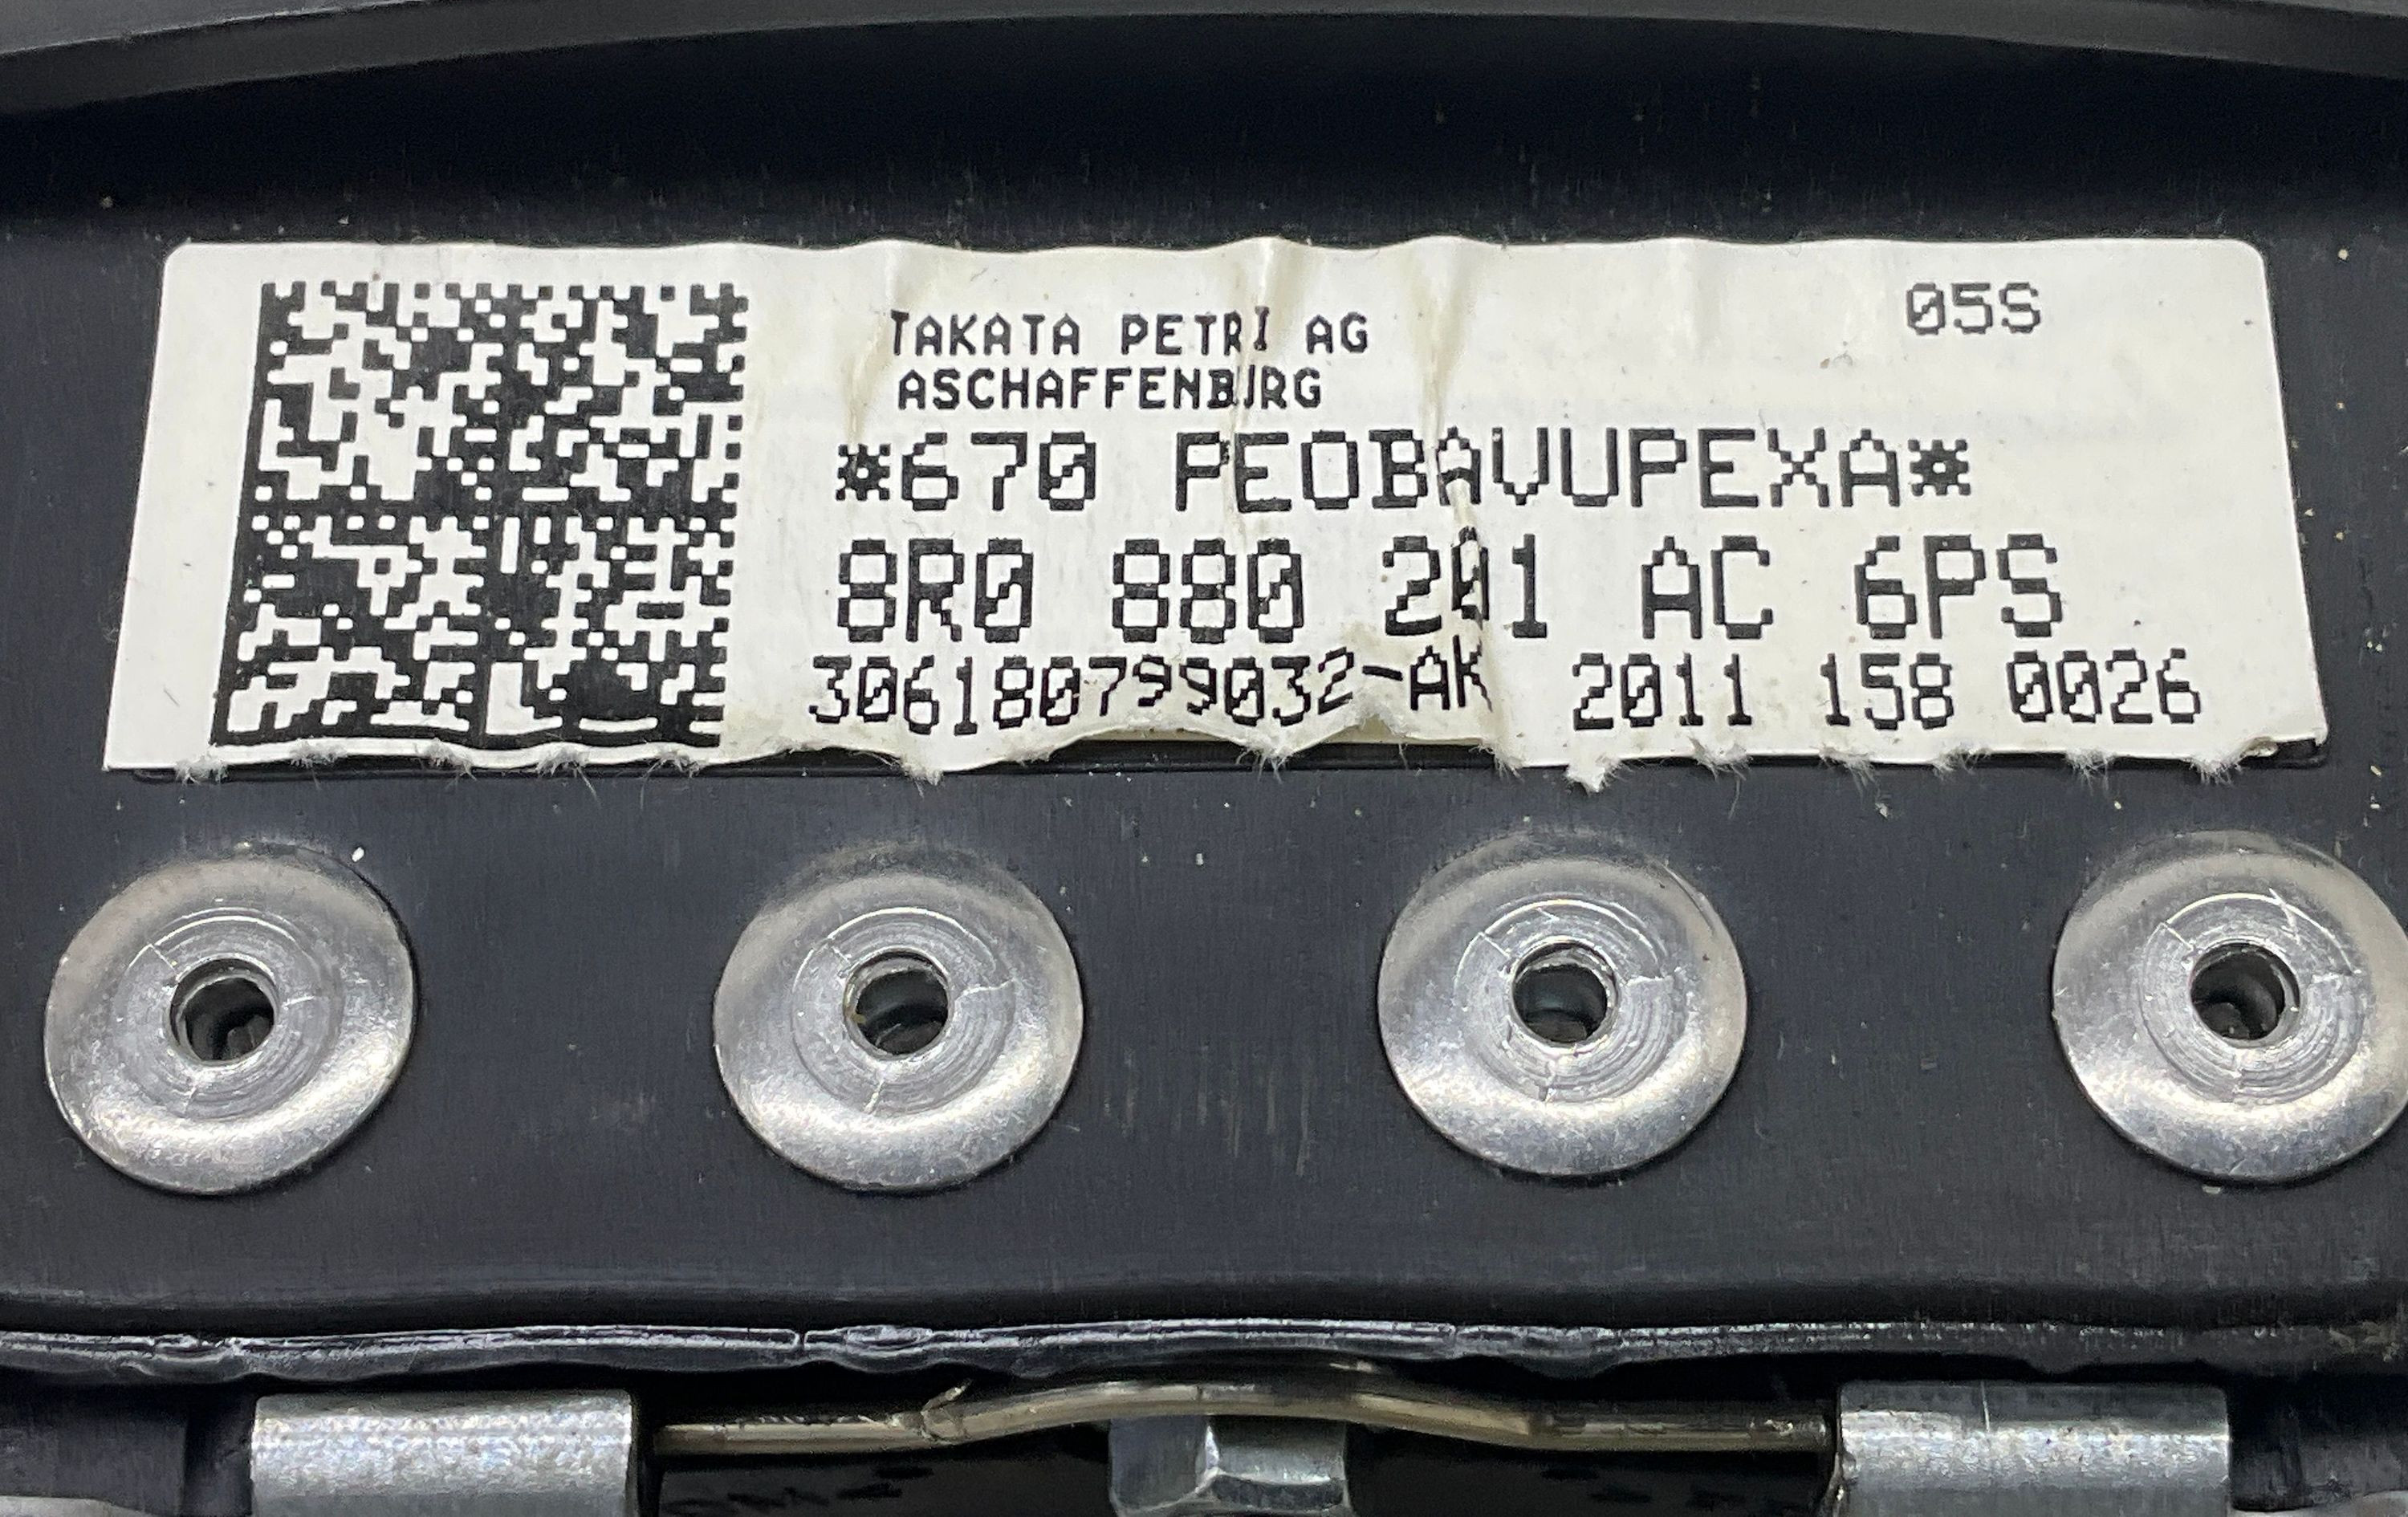 05S
TAKATA PETRI AG
ASCHAFFENBURG
*670 PEOBAVUPEXA*
8R0 880 201 AC 6PS
306180799032-AK 2011 158 0026